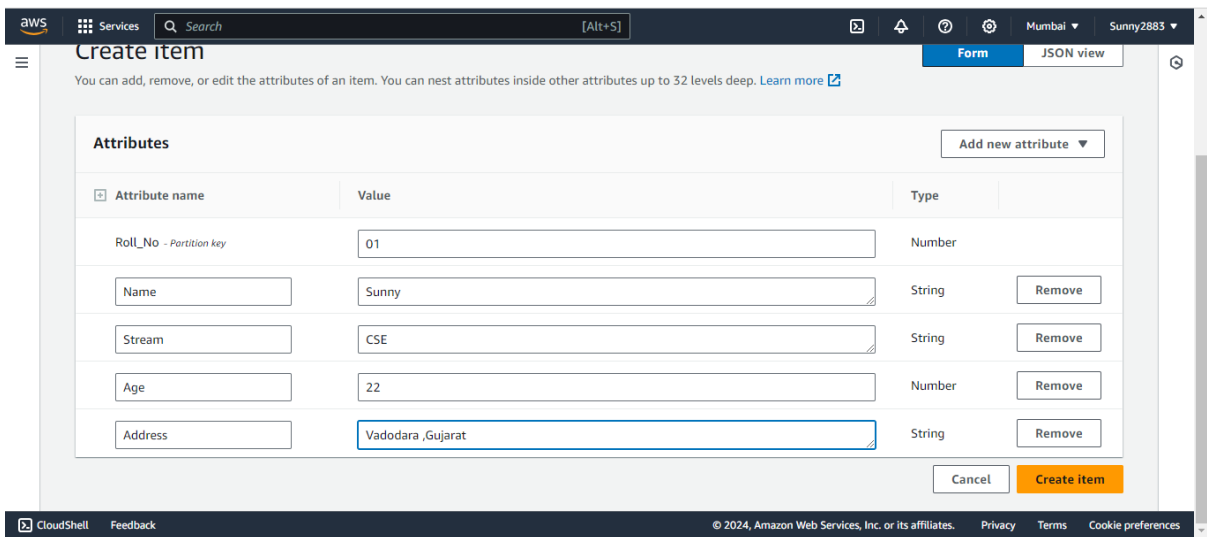 aws Services Search [Alt+S] Mumbai Sunny2883
Create item Form JSON view
You can add, remove, or edit the attributes of an item. You can nest attributes inside other attributes up to 32 levels deep. Learn more
Attributes Add new attribute
Attribute name Value Type
Roll_No - Partition key 01 Number
Name Sunny String Remove
Stream CSE String Remove
Age 22 Number Remove
Address Vadodara ,Gujarat String Remove
Cancel Create item
CloudShell Feedback © 2024, Amazon Web Services, Inc. or its affiliates. Privacy Terms Cookie preferences